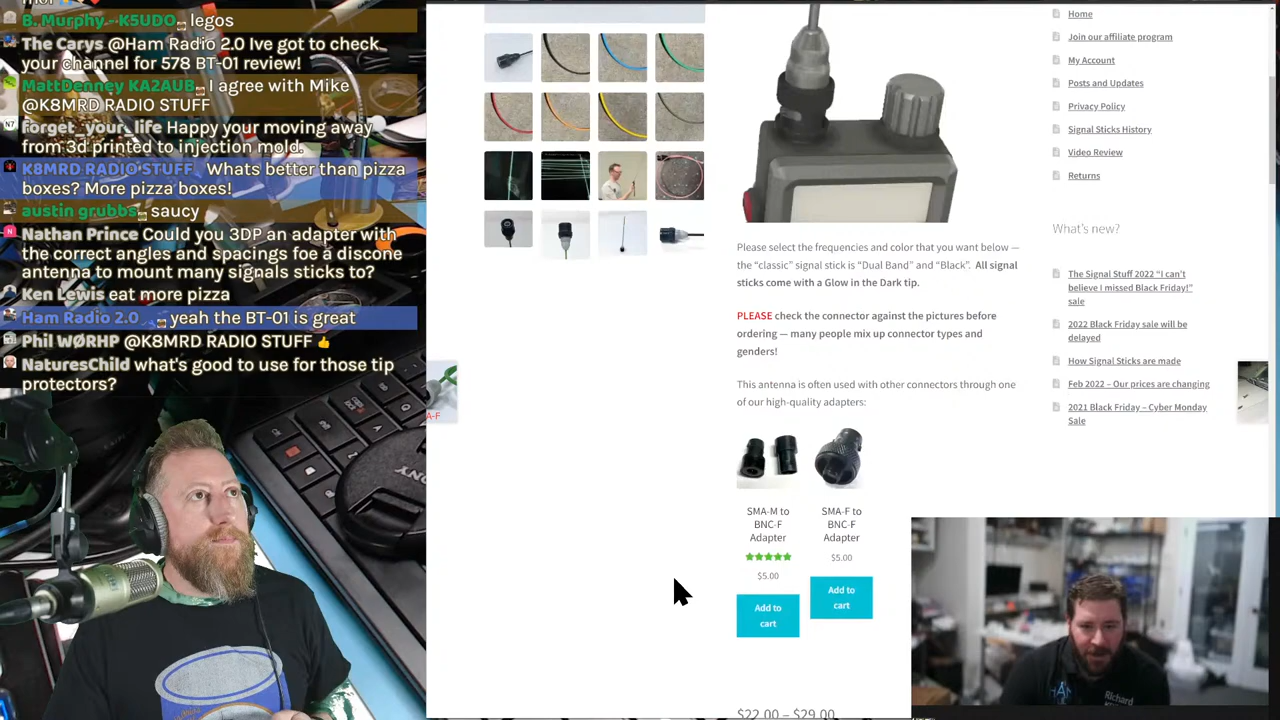 B. Murphy - K5UDO legos
The Carys @Ham Radio 2.0 Ive got to check
your channel for 578 BT-01 review!
MattDenney KA2AUB I agree with Mike
@K8MRD RADIO STUFF
N7
forget_your_life Happy your moving away
from 3d printed to injection mold.
K8MRD RADIO STUFF Whats better than pizza
boxes? More pizza boxes!
austin grubbs saucy
N
Nathan Prince Could you 3DP an adapter with
the correct angles and spacings foe a discone
antenna to mount many signals sticks to?
Ken Lewis eat more pizza
Ham Radio 2.0 yeah the BT-01 is great
Phil WØRHP @K8MRD RADIO STUFF 👍
NaturesChild what's good to use for those tip
protectors?
A-F
Please select the frequencies and color that you want below —
the “classic” signal stick is “Dual Band” and “Black”. All signal
sticks come with a Glow in the Dark tip.
PLEASE check the connector against the pictures before
ordering — many people mix up connector types and
genders!
This antenna is often used with other connectors through one
of our high-quality adapters:
SMA-M to
BNC-F
Adapter
$5.00
Add to
cart
SMA-F to
BNC-F
Adapter
$5.00
Add to
cart
$22.00 – $29.00
Home
Join our affiliate program
My Account
Posts and Updates
Privacy Policy
Signal Sticks History
Video Review
Returns
What's new?
The Signal Stuff 2022 “I can’t
believe I missed Black Friday!”
sale
2022 Black Friday sale will be
delayed
How Signal Sticks are made
Feb 2022 – Our prices are changing
2021 Black Friday – Cyber Monday
Sale
Richard